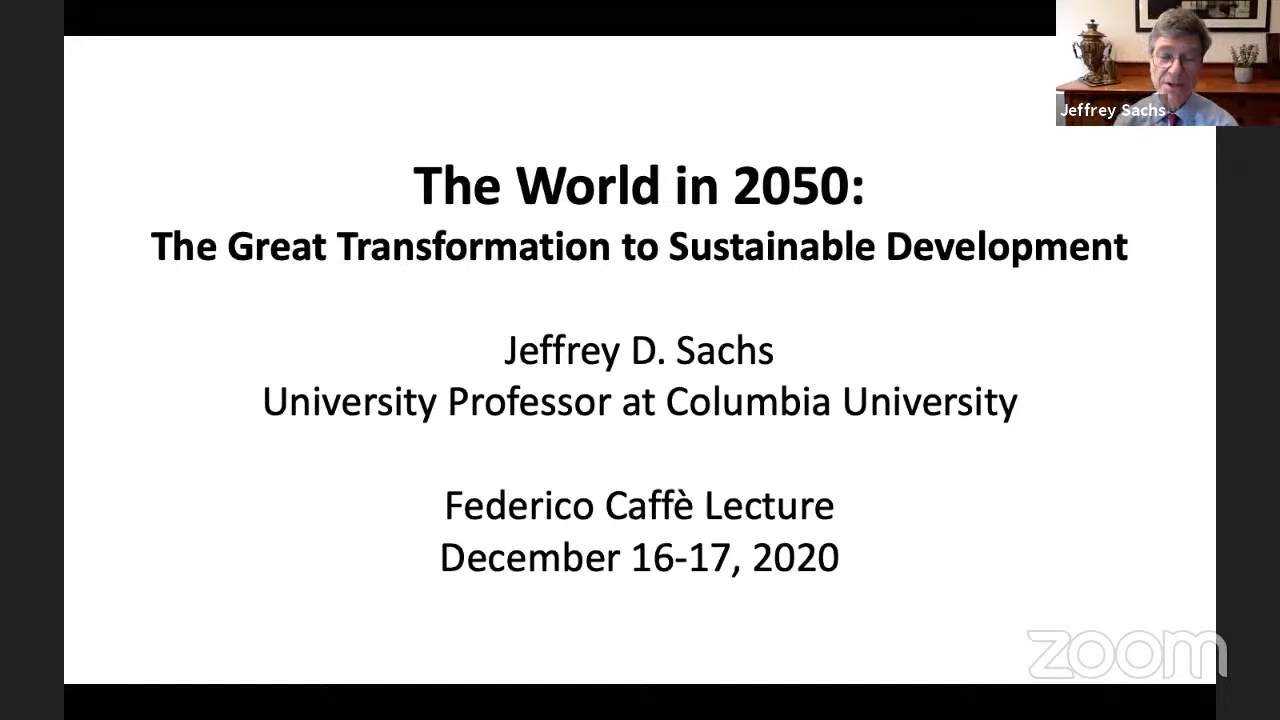 Jeffrey Sachs
The World in 2050:
The Great Transformation to Sustainable Development
Jeffrey D. Sachs
University Professor at Columbia University
Federico Caffè Lecture
December 16-17, 2020
zoom